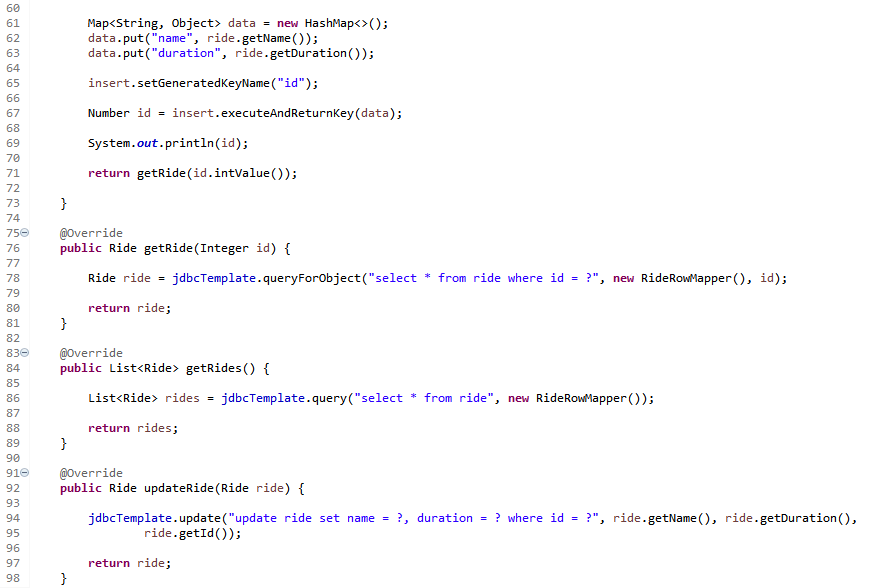 60
61 Map<String, Object> data = new HashMap<>();
62 data.put("name", ride.getName());
63 data.put("duration", ride.getDuration());
64
65 insert.setGeneratedKeyName("id");
66
67 Number id = insert.executeAndReturnKey(data);
68
69 System.out.println(id);
70
71 return getRide(id.intValue());
72
73 }
74
75 @Override
76 public Ride getRide(Integer id) {
77
78 Ride ride = jdbcTemplate.queryForObject("select * from ride where id = ?", new RideRowMapper(), id);
79
80 return ride;
81 }
82
83 @Override
84 public List<Ride> getRides() {
85
86 List<Ride> rides = jdbcTemplate.query("select * from ride", new RideRowMapper());
87
88 return rides;
89 }
90
91 @Override
92 public Ride updateRide(Ride ride) {
93
94 jdbcTemplate.update("update ride set name = ?, duration = ? where id = ?", ride.getName(), ride.getDuration(),
95 ride.getId());
96
97 return ride;
98 }